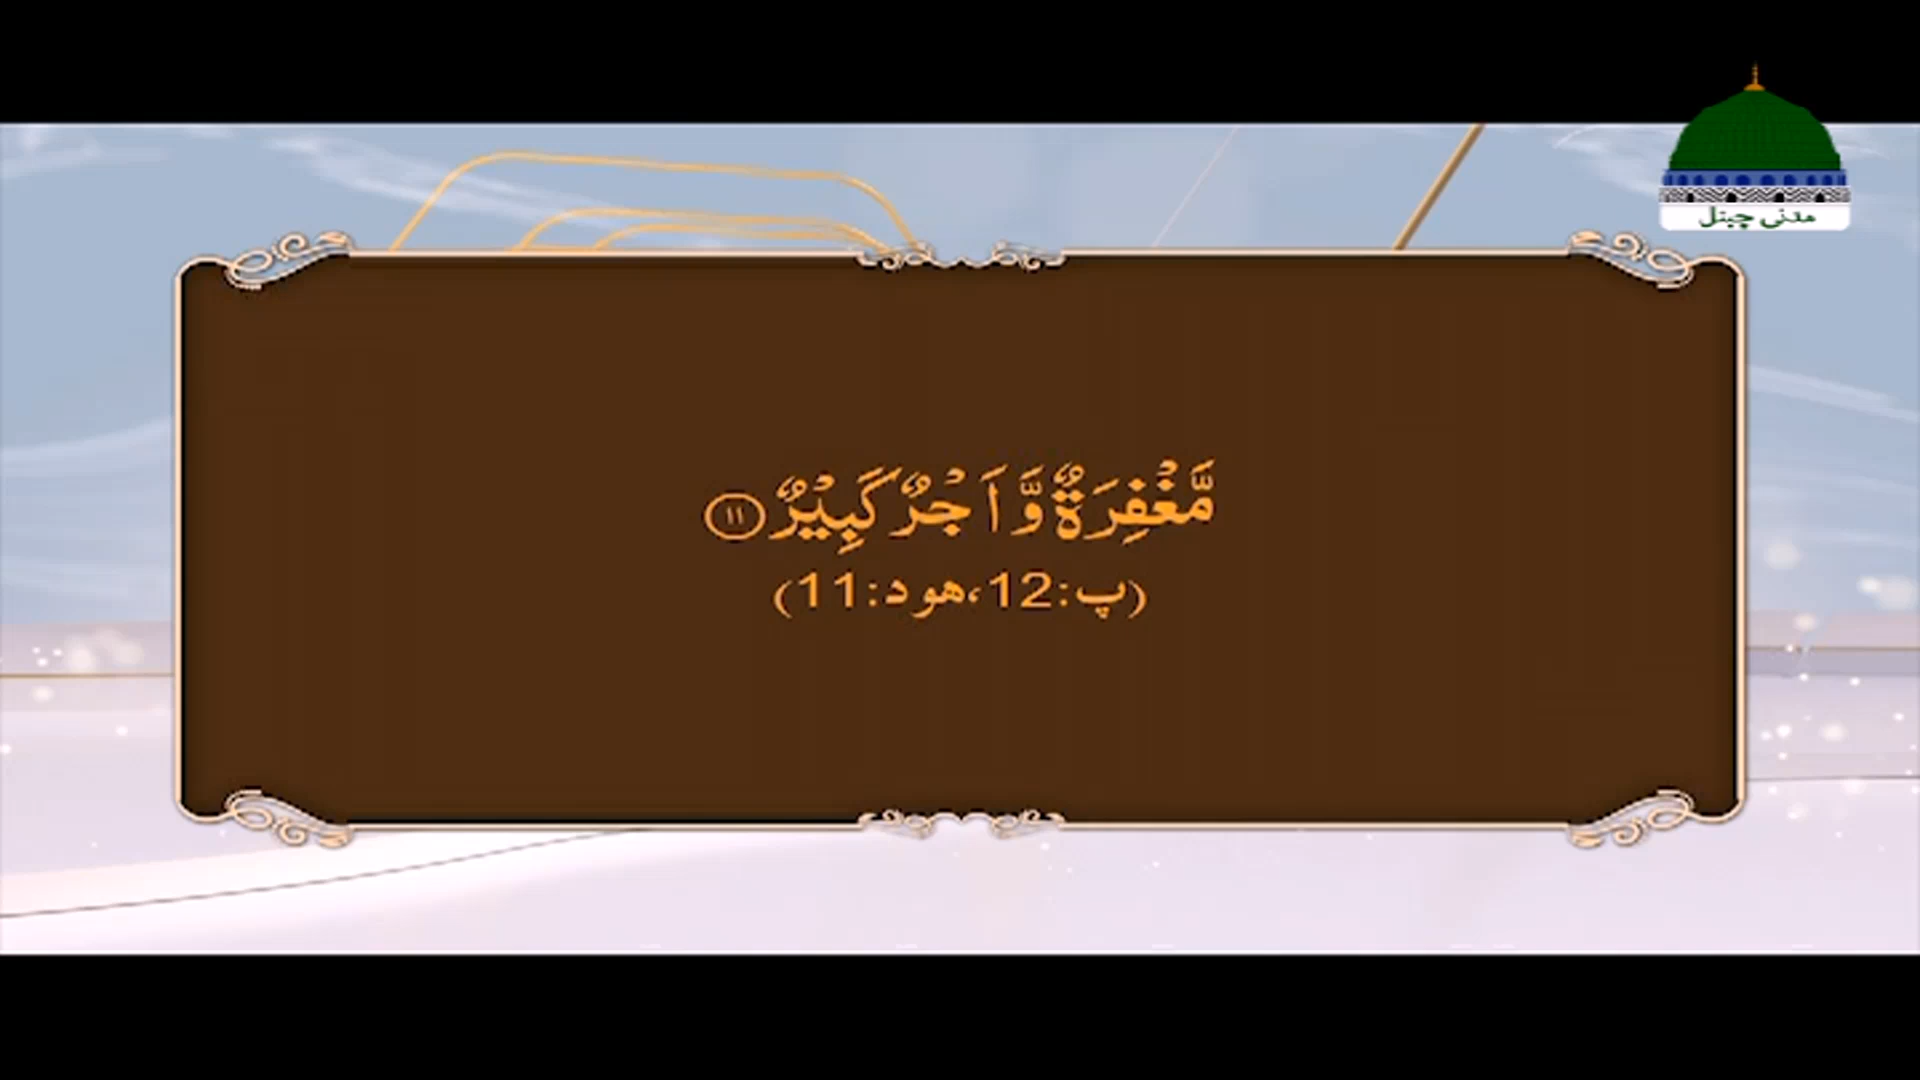 مدنی چینل
مَّغْفِرَةٌ وَّ اَجْرٌ كَبِیْرٌ ۝۱۱
(پ:12،ھود:11)